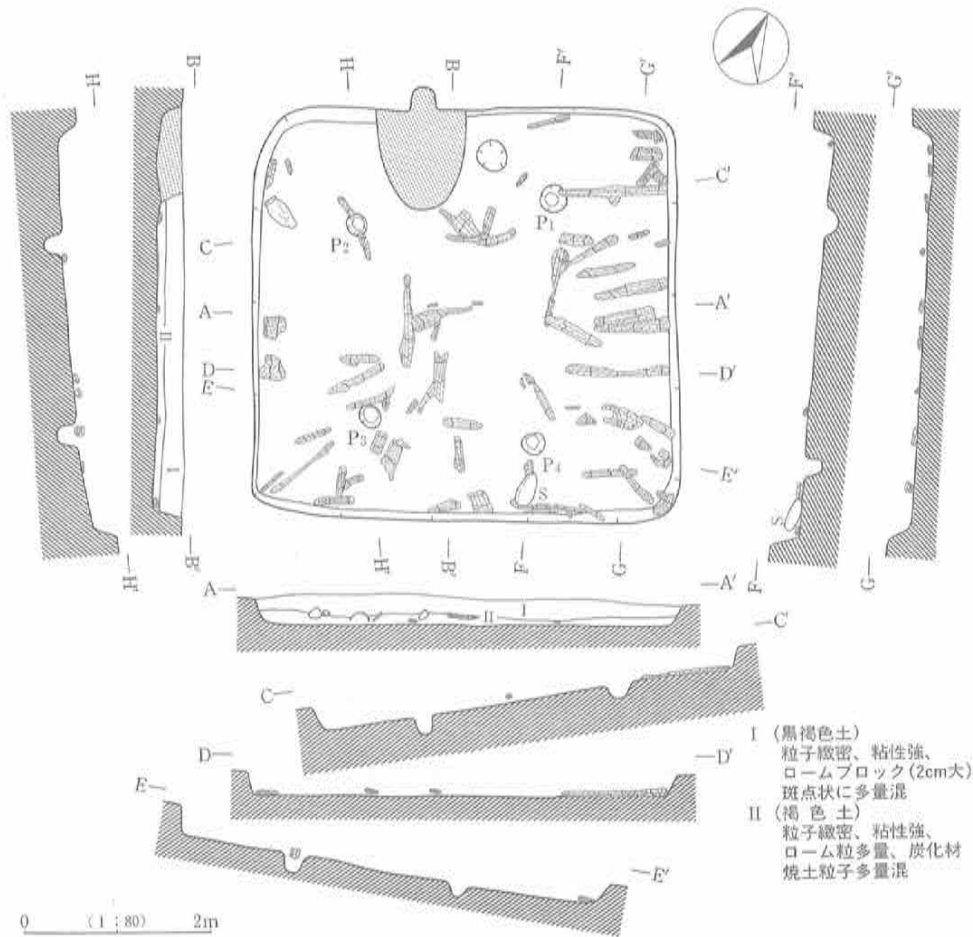 H
B
H
B
F'
G'
F'
G'
C'
P1
P2
C
A
A'
II
D
D'
E
P3
P4
E'
I
S
S
H'
B'
H'
B'
F
G
F
G
A
A'
I
II
C'
C
I (黒褐色土)
粒子緻密、粘性強、
ロームブロック(2cm大)
斑点状に多量混
D
D'
II (褐色土)
粒子緻密、粘性強、
ローム粒多量、炭化材
焼土粒子多量混
E
E'
0 (1:80) 2m